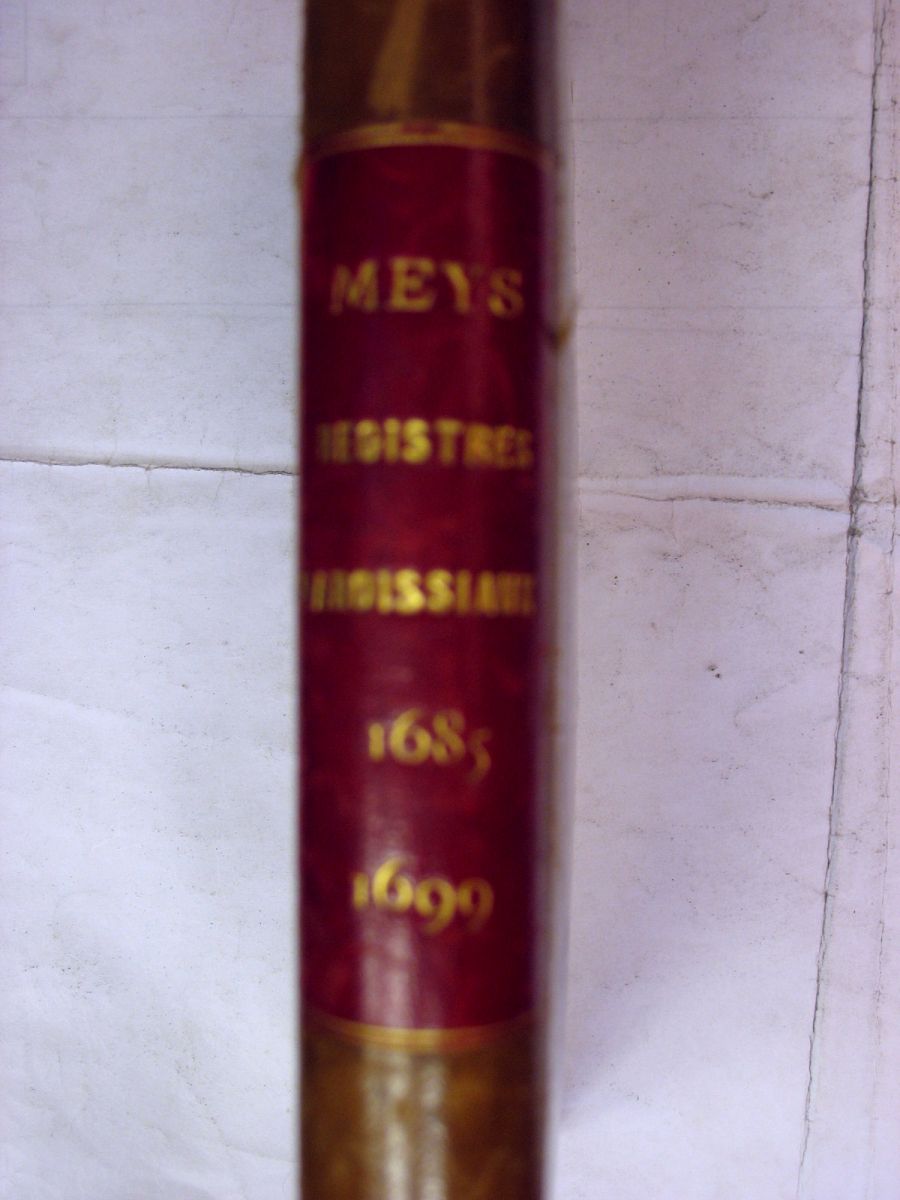 MEYS
REGISTRES
PAROISSIAUX
1685
1699